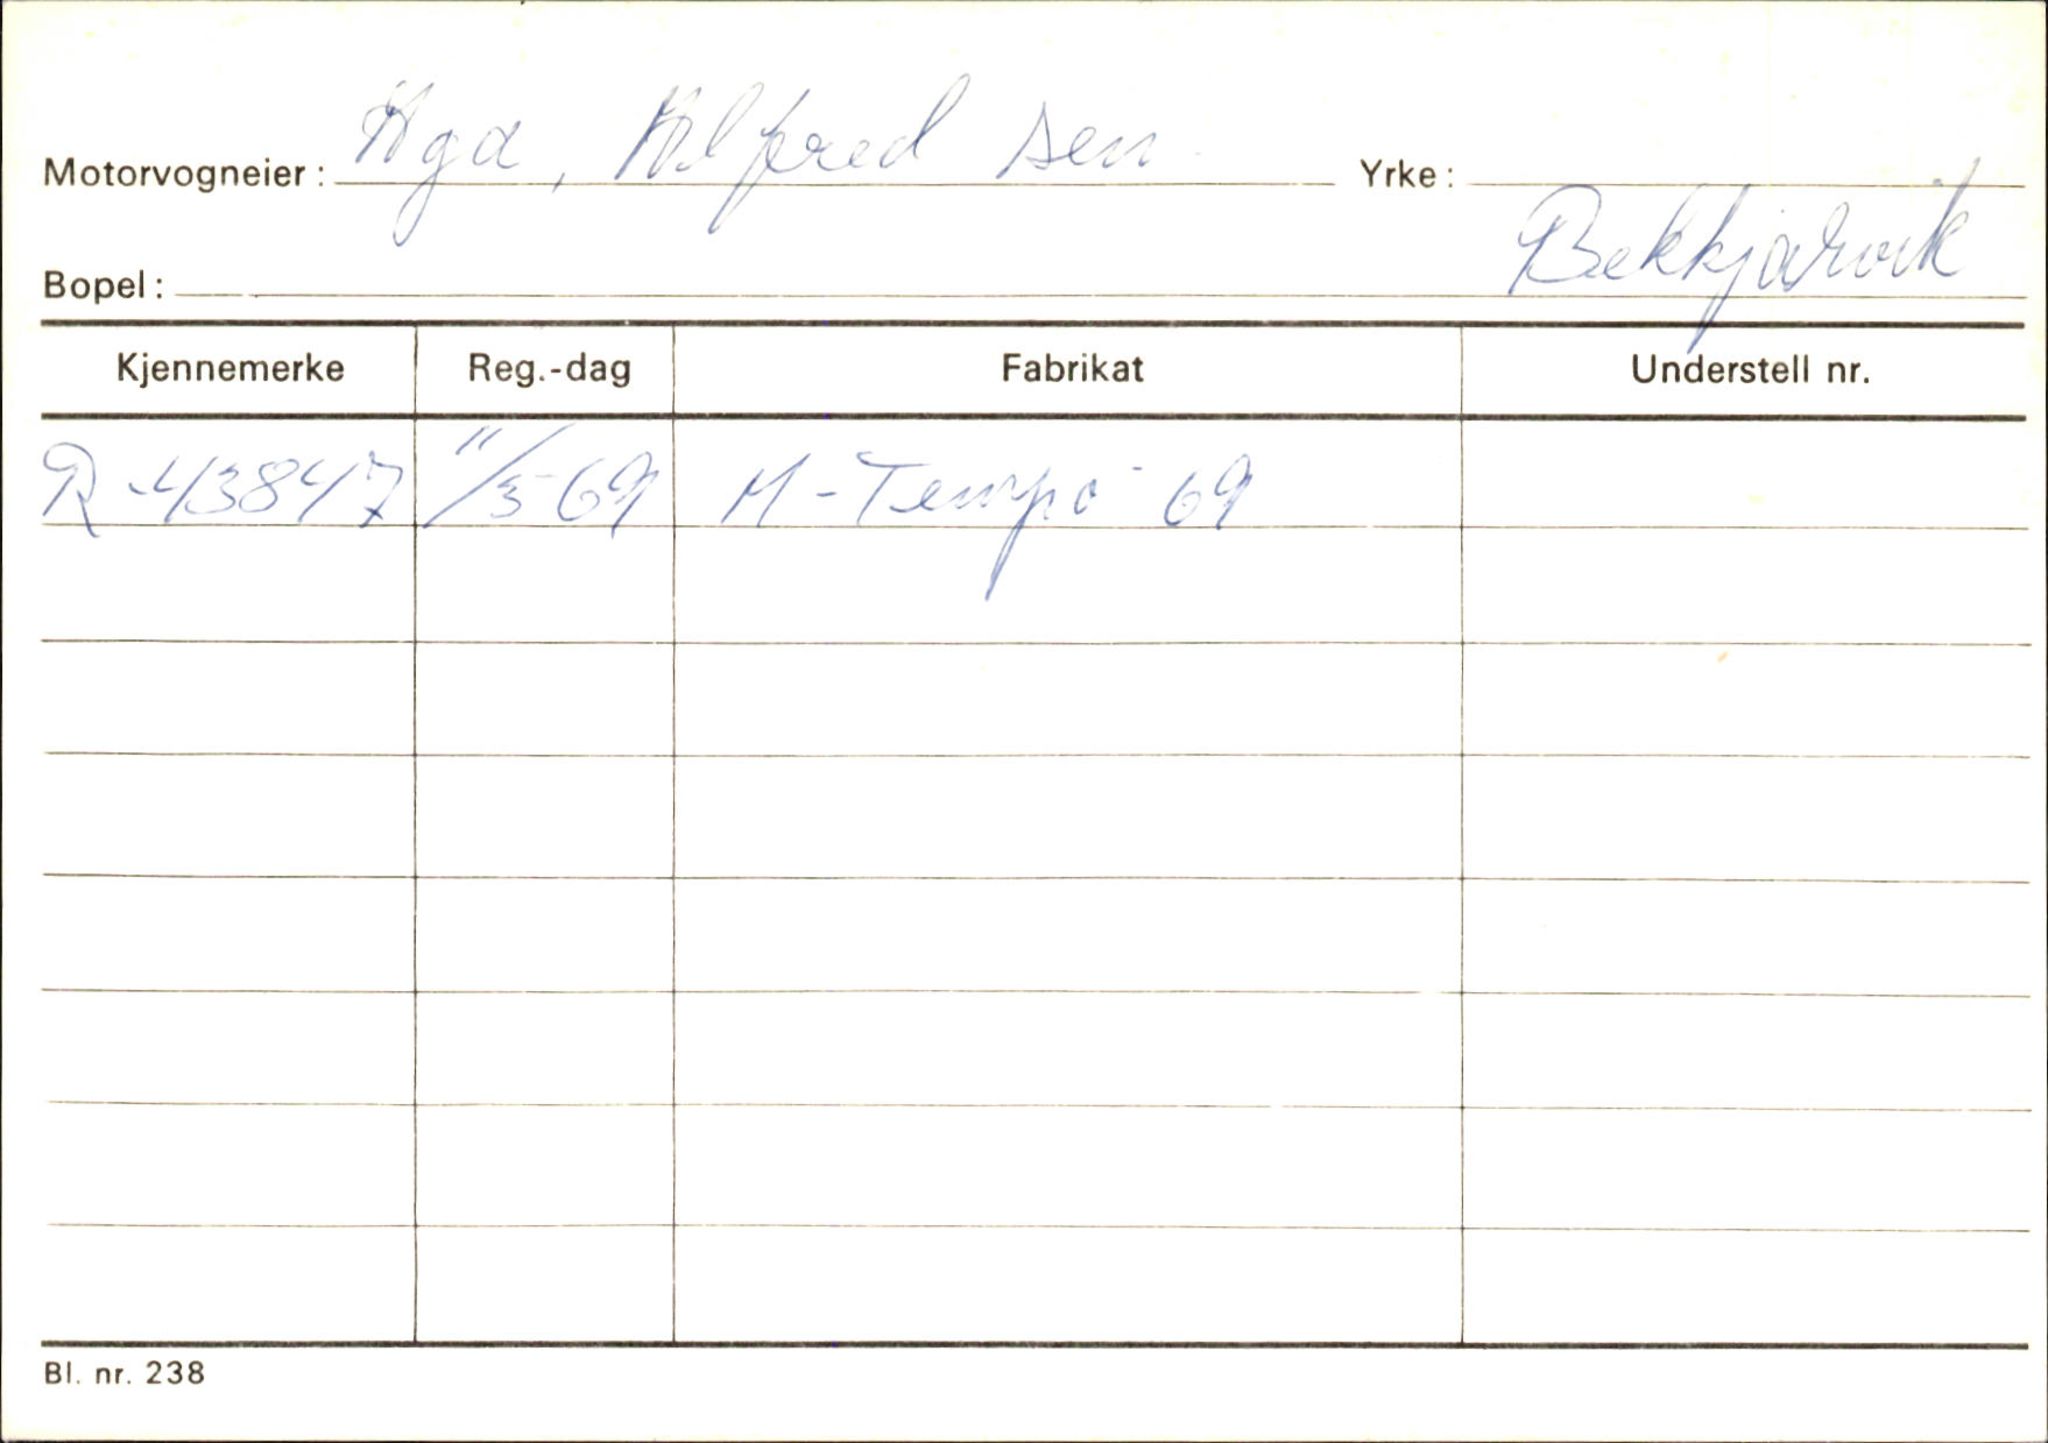 Motorvogneier: Aga, Alfred sen. Yrke:
Bopel: Bekkjarvik
Kjennemerke Reg.-dag Fabrikat Understell nr.
R-43847 11/5-69 M-Tempo-69
Bl. nr. 238